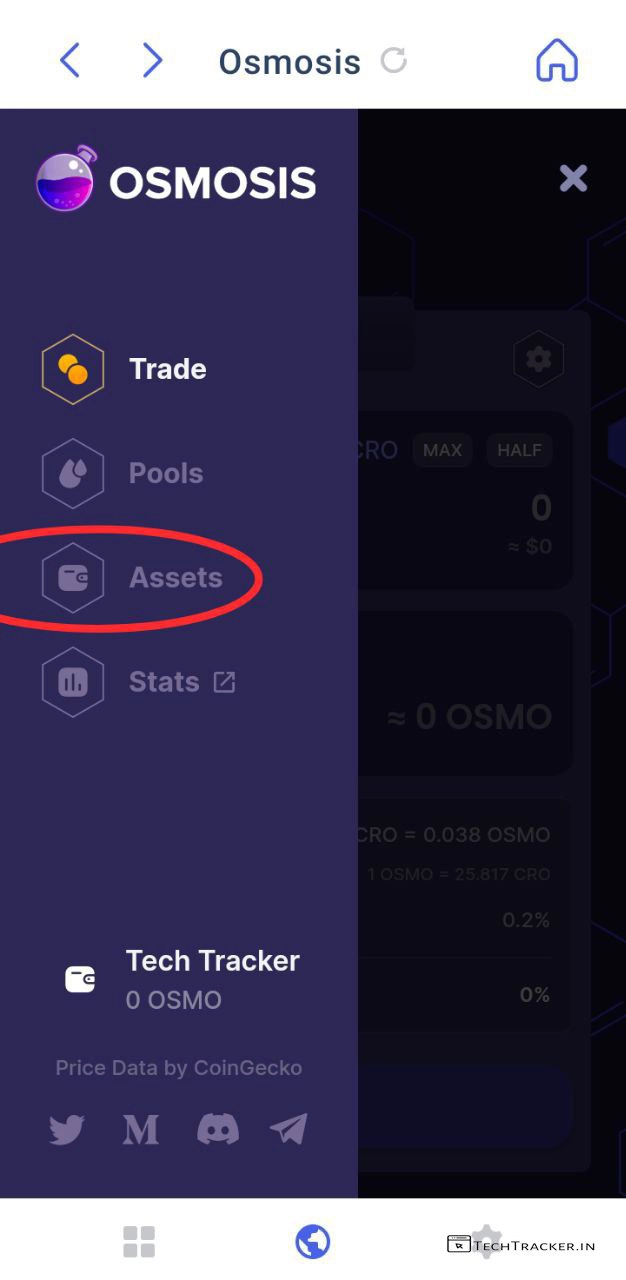 Osmosis
OSMOSIS
Trade
Pools
Assets
Stats
CRO MAX HALF
0
≈ $0
≈ 0 OSMO
CRO = 0.038 OSMO
1 OSMO = 25.817 CRO
0.2%
0%
Tech Tracker
0 OSMO
Price Data by CoinGecko
M
TECHTRACKER.IN